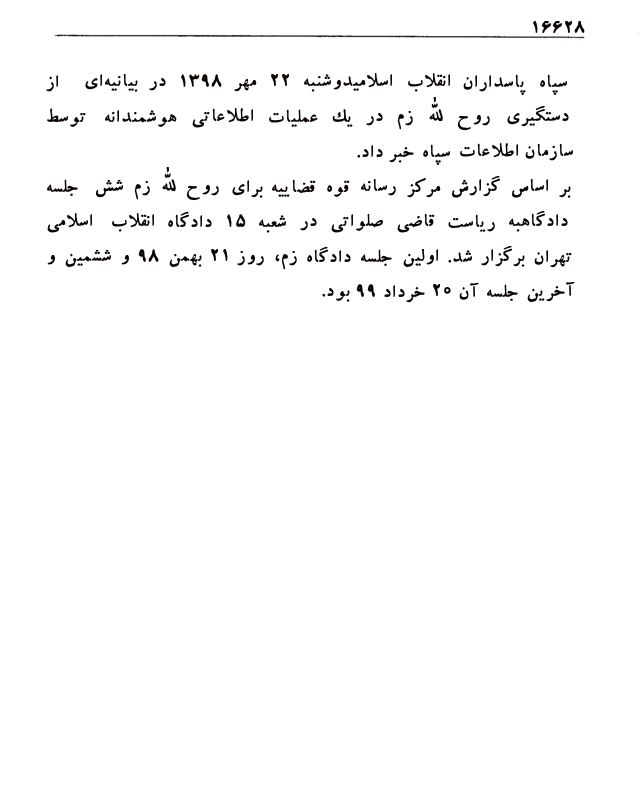 ۱۶۶۲۸
سپاه پاسداران انقلاب اسلامیدوشنبه ۲۲ مهر ۱۳۹۸ در بیانیه‌ای از
دستگیری روح لله زم در یك عملیات اطلاعاتی هوشمندانه توسط
سازمان اطلاعات سپاه خبر داد.
بر اساس گزارش مرکز رسانه قوه قضاییه برای روح لله زم شش جلسه
دادگاهبه ریاست قاضی صلواتی در شعبه ۱۵ دادگاه انقلاب اسلامی
تهران برگزار شد. اولین جلسه دادگاه زم، روز ۲۱ بهمن ۹۸ و ششمین و
آخرین جلسه آن ۲۰ خرداد ۹۹ بود.